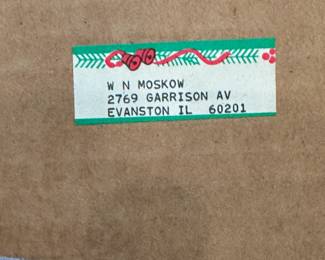 W N MOSKOW
2769 GARRISON AV
EVANSTON IL 60201